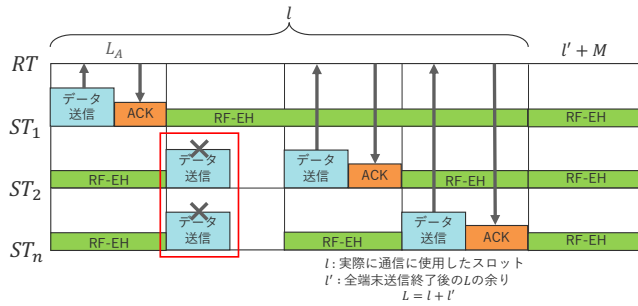 l
L_A
l' + M
RT
データ
送信
ACK
RF-EH
RF-EH
ST_1
データ
送信
データ
送信
ACK
RF-EH
RF-EH
RF-EH
ST_2
データ
送信
データ
送信
ACK
RF-EH
RF-EH
RF-EH
ST_n
l : 実際に通信に使用したスロット
l' : 全端末送信終了後のLの余り
L = l + l'